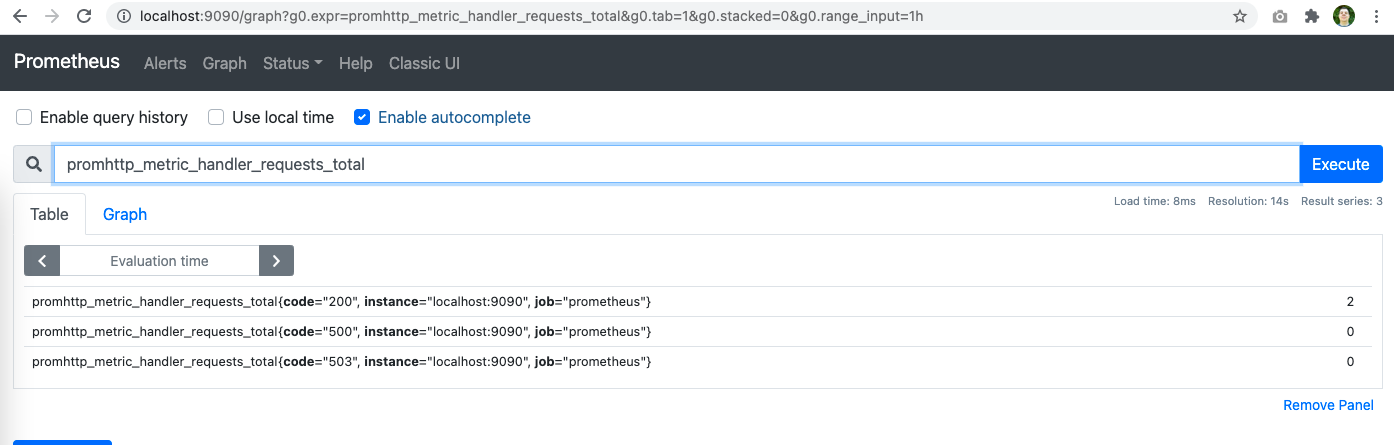 localhost:9090/graph?g0.expr=promhttp_metric_handler_requests_total&g0.tab=1&g0.stacked=0&g0.range_input=1h
Prometheus Alerts Graph Status Help Classic UI
Enable query history Use local time Enable autocomplete
promhttp_metric_handler_requests_total Execute
Load time: 8ms Resolution: 14s Result series: 3
Table Graph
Evaluation time
promhttp_metric_handler_requests_total{code="200", instance="localhost:9090", job="prometheus"} 2
promhttp_metric_handler_requests_total{code="500", instance="localhost:9090", job="prometheus"} 0
promhttp_metric_handler_requests_total{code="503", instance="localhost:9090", job="prometheus"} 0
Remove Panel